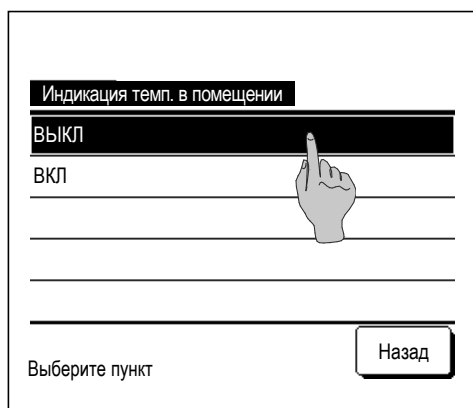 Индикация темп. в помещении
ВЫКЛ
ВКЛ
Назад
Выберите пункт